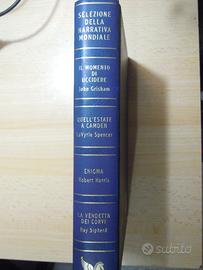 SELEZIONE
DELLA
NARRATIVA
MONDIALE
IL MOMENTO
DI
UCCIDERE
John Grisham
QUELL'ESTATE
A CAMDEN
LaVyrle Spencer
ENIGMA
Robert Harris
LA VENDETTA
DEI CORVI
Ray Sipherd
subito